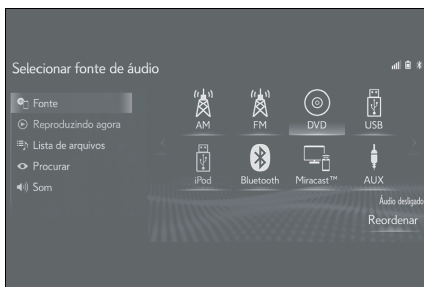 Selecionar fonte de áudio
Fonte
Reproduzindo agora
Lista de arquivos
Procurar
Som
AM
FM
DVD
USB
iPod
Bluetooth
Miracast™
AUX
Áudio desligado
Reordenar